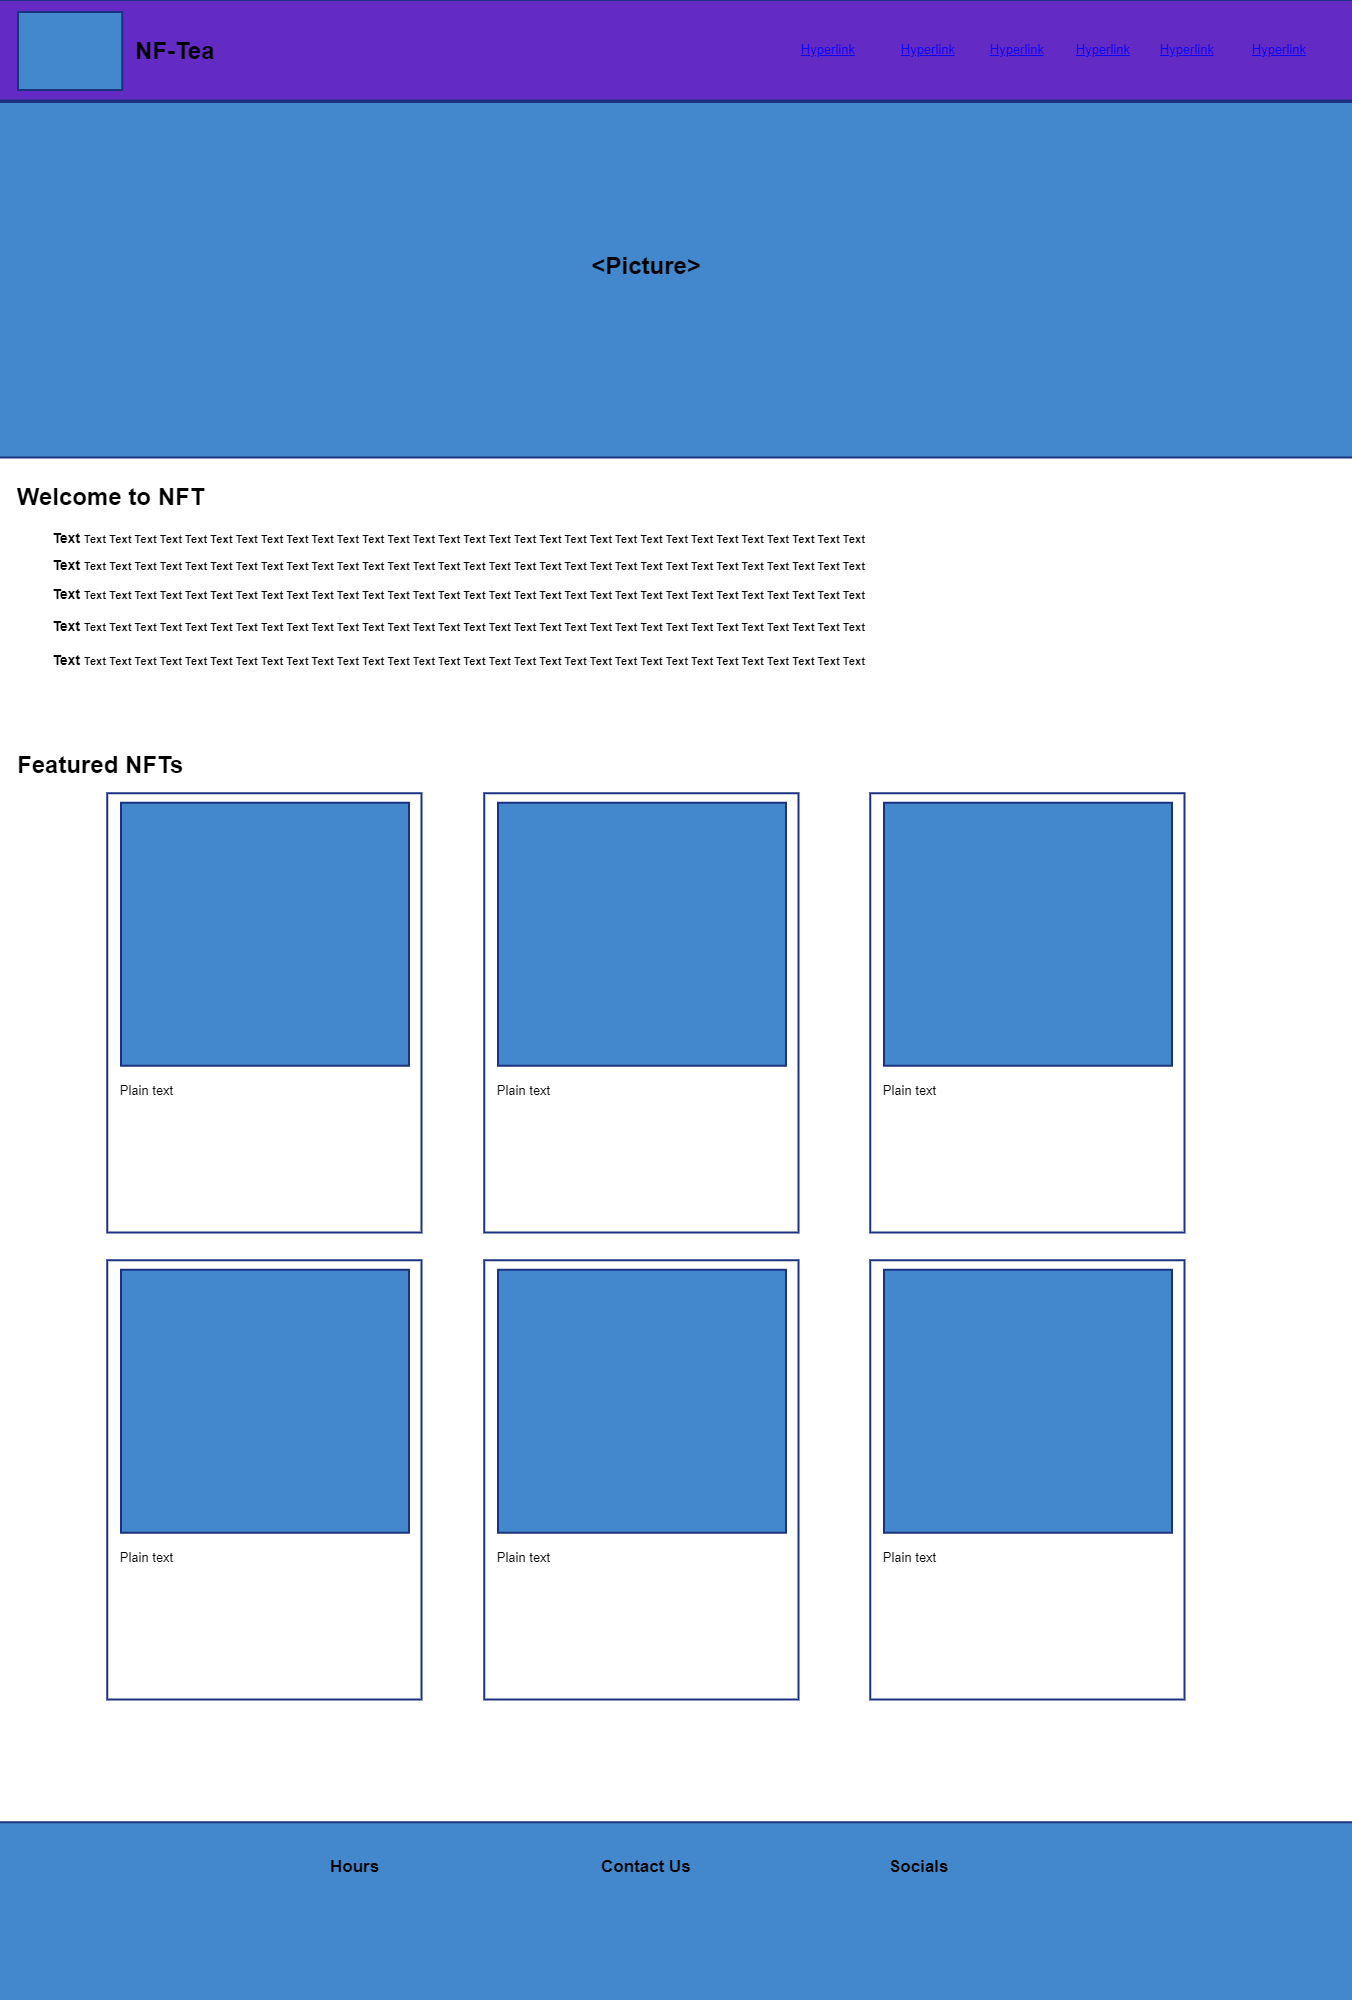 NF-Tea
Hyperlink Hyperlink Hyperlink Hyperlink Hyperlink Hyperlink
<Picture>
Welcome to NFT
Text Text Text Text Text Text Text Text Text Text Text Text Text Text Text Text Text Text Text Text Text Text Text Text Text Text Text Text Text Text Text Text
Text Text Text Text Text Text Text Text Text Text Text Text Text Text Text Text Text Text Text Text Text Text Text Text Text Text Text Text Text Text Text Text
Text Text Text Text Text Text Text Text Text Text Text Text Text Text Text Text Text Text Text Text Text Text Text Text Text Text Text Text Text Text Text Text
Text Text Text Text Text Text Text Text Text Text Text Text Text Text Text Text Text Text Text Text Text Text Text Text Text Text Text Text Text Text Text Text
Text Text Text Text Text Text Text Text Text Text Text Text Text Text Text Text Text Text Text Text Text Text Text Text Text Text Text Text Text Text Text Text
Featured NFTs
Plain text
Plain text
Plain text
Plain text
Plain text
Plain text
Hours
Contact Us
Socials